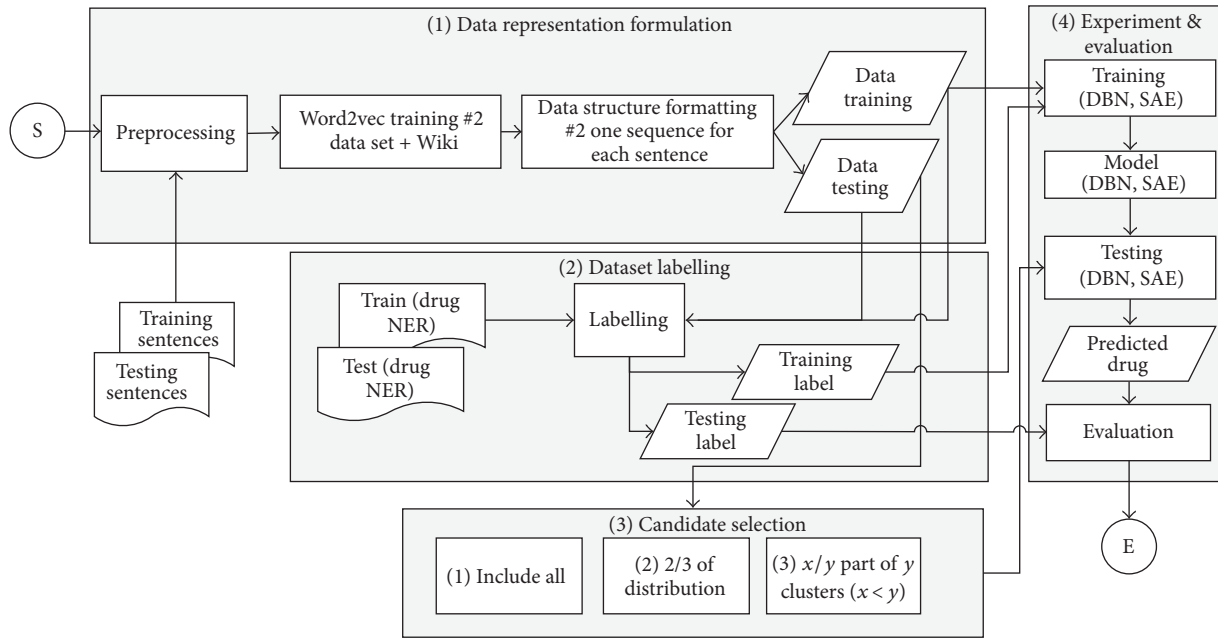 (1) Data representation formulation
S
Preprocessing
Word2vec training #2
data set + Wiki
Data structure formatting
#2 one sequence for
each sentence
Data
training
Data
testing
Training
sentences
Testing
sentences
(2) Dataset labelling
Train (drug
NER)
Test (drug
NER)
Labelling
Training
label
Testing
label
(3) Candidate selection
(1) Include all
(2) 2/3 of
distribution
(3) x/y part of y
clusters (x < y)
(4) Experiment &
evaluation
Training
(DBN, SAE)
Model
(DBN, SAE)
Testing
(DBN, SAE)
Predicted
drug
Evaluation
E